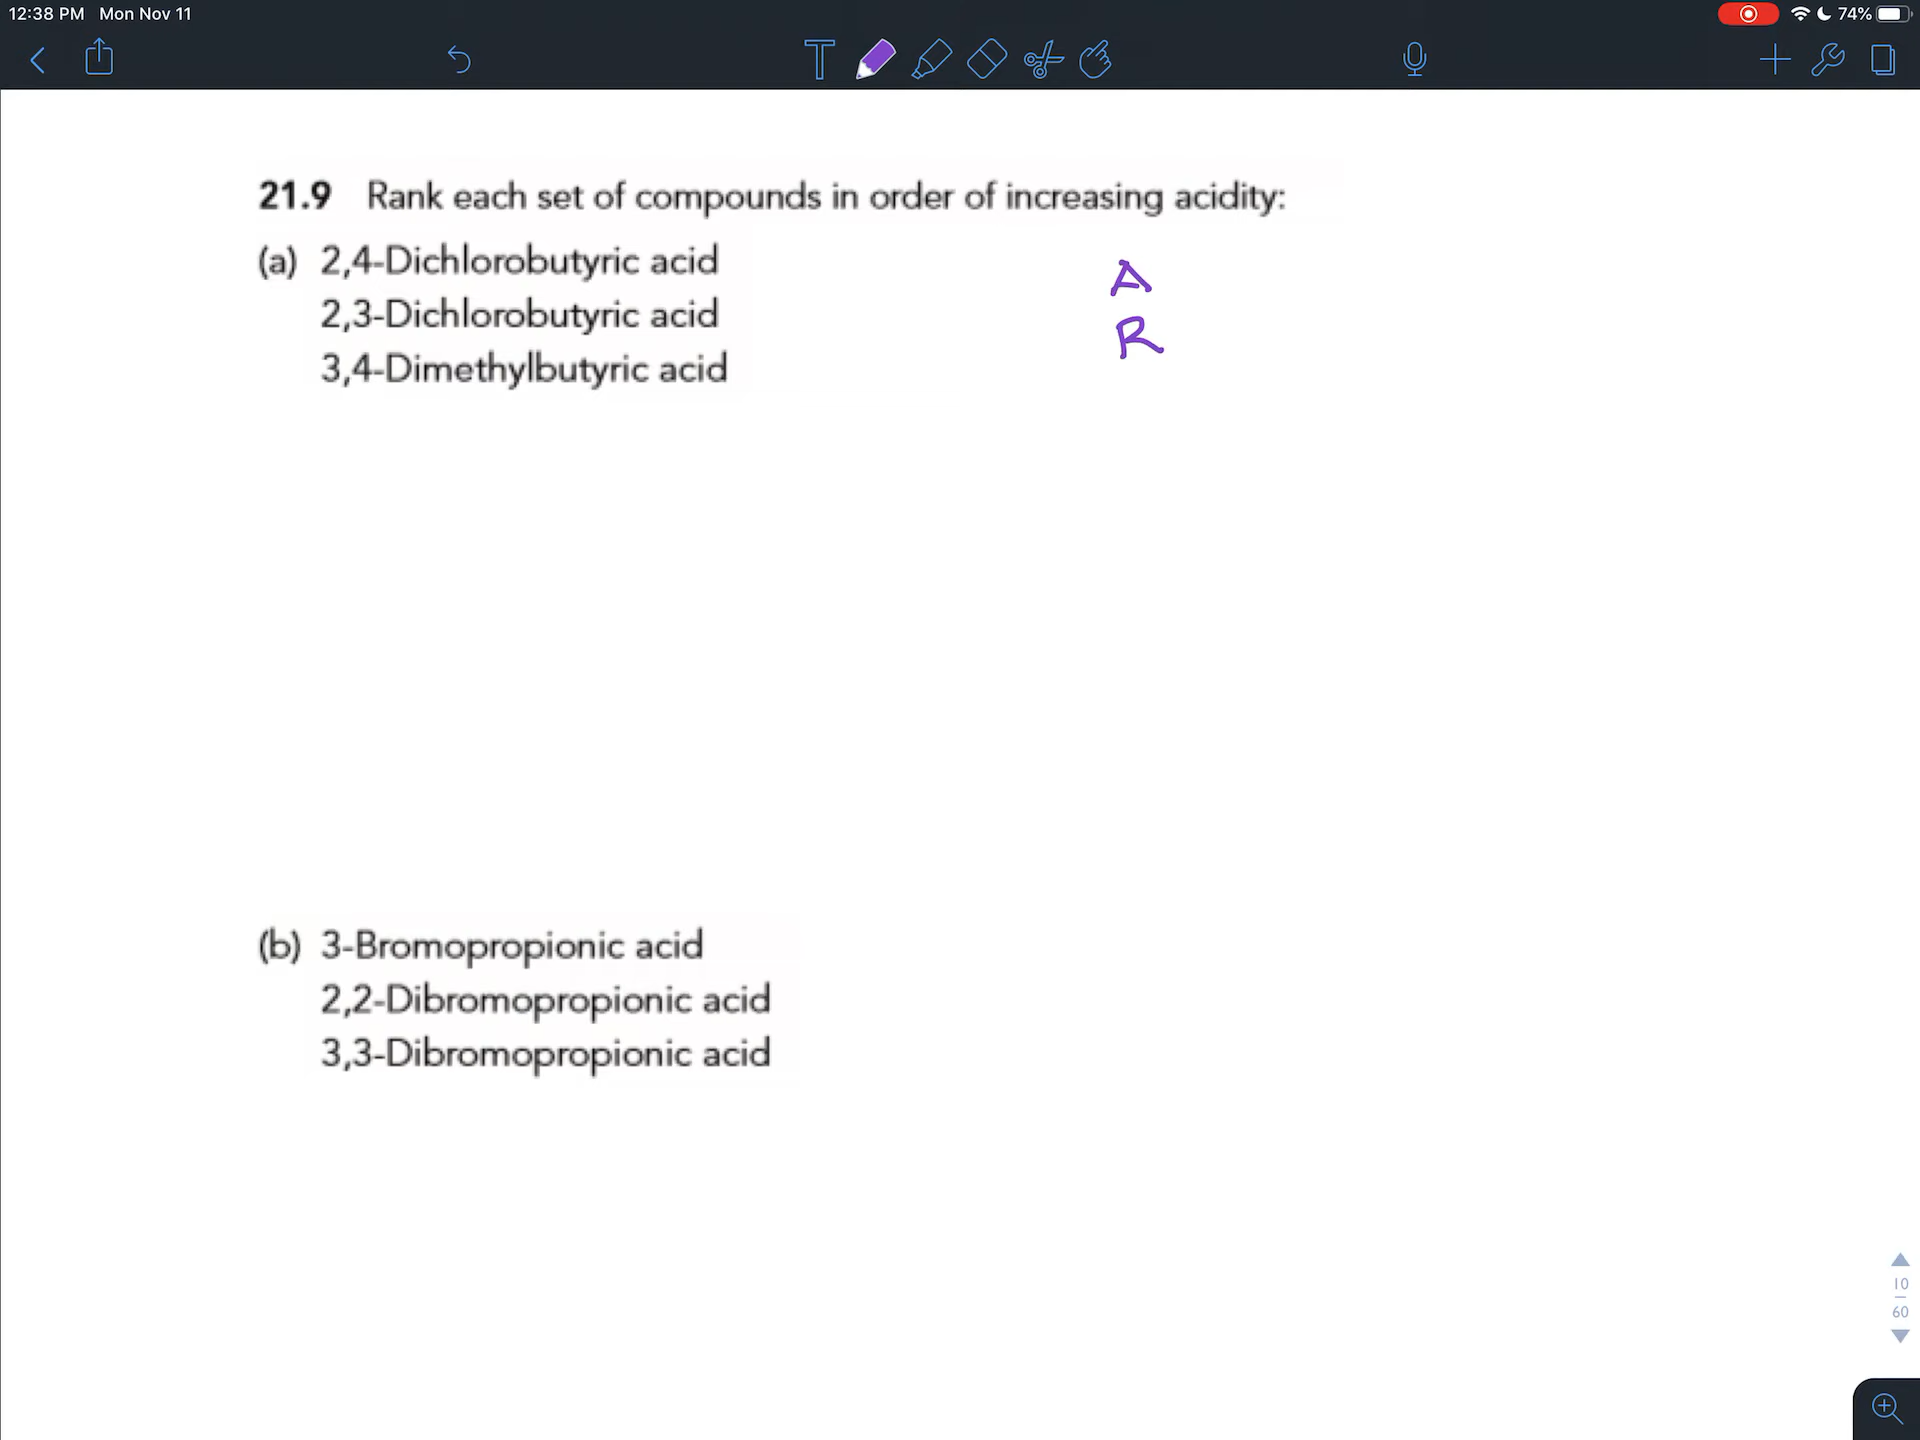 12:38 PM Mon Nov 11
74%
T
21.9 Rank each set of compounds in order of increasing acidity:
(a) 2,4-Dichlorobutyric acid
2,3-Dichlorobutyric acid
3,4-Dimethylbutyric acid
A
R
(b) 3-Bromopropionic acid
2,2-Dibromopropionic acid
3,3-Dibromopropionic acid
10
60